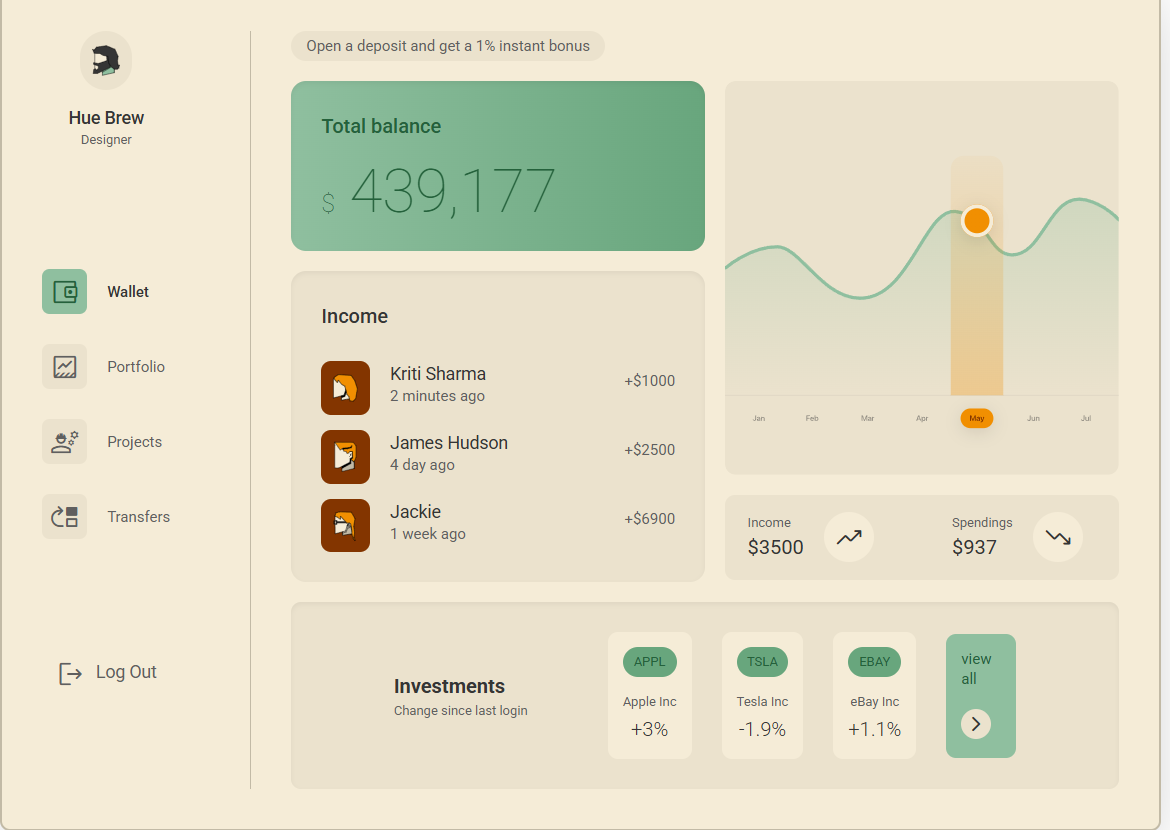 Hue Brew
Designer
Wallet
Portfolio
Projects
Transfers
Log Out
Open a deposit and get a 1% instant bonus
Total balance
$ 439,177
Income
Kriti Sharma
2 minutes ago
+$1000
James Hudson
4 day ago
+$2500
Jackie
1 week ago
+$6900
Jan Feb Mar Apr May Jun Jul
Income
$3500
Spendings
$937
Investments
Change since last login
APPL
Apple Inc
+3%
TSLA
Tesla Inc
-1.9%
EBAY
eBay Inc
+1.1%
view
all